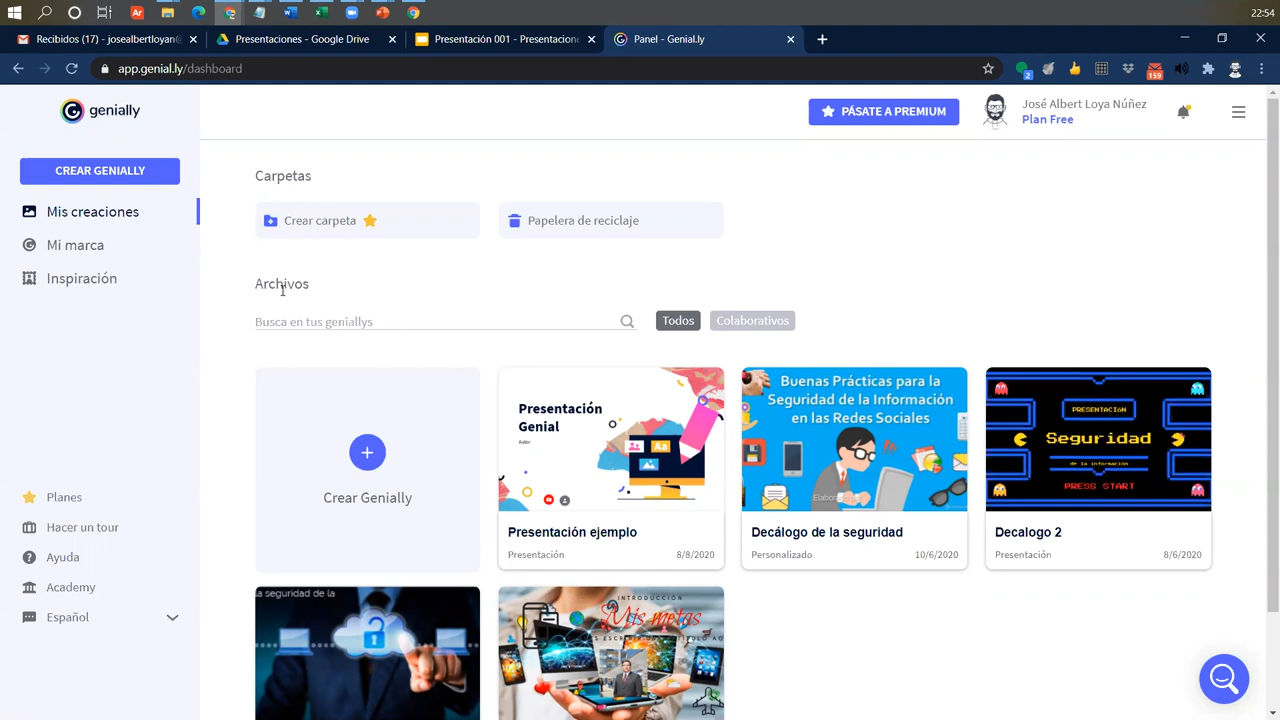 22:54
Recibidos (17) - joalbertloyan@
Presentaciones - Google Drive
Presentación 001 - Presentacione
Panel - Genial.ly
app.genial.ly/dashboard
2
159
genially
PÁSATE A PREMIUM
José Albert Loya Núñez
Plan Free
CREAR GENIALLY
Mis creaciones
Mi marca
Inspiración
Carpetas
Crear carpeta
Papelera de reciclaje
Archivos
Busca en tus geniallys
Todos
Colaborativos
Crear Genially
Presentación
Genial
Autor
Aa
Presentación ejemplo
Presentación
8/8/2020
Buenas Prácticas para la
Seguridad de la Información
en las Redes Sociales
Decálogo de la seguridad
Personalizado
10/6/2020
PRESENTACIóN
Seguridad
de la información
PRESS START
Decalogo 2
Presentación
8/6/2020
Planes
Hacer un tour
Ayuda
Academy
Español
a seguridad de la
INTRODUCCIÓN
Mis metas